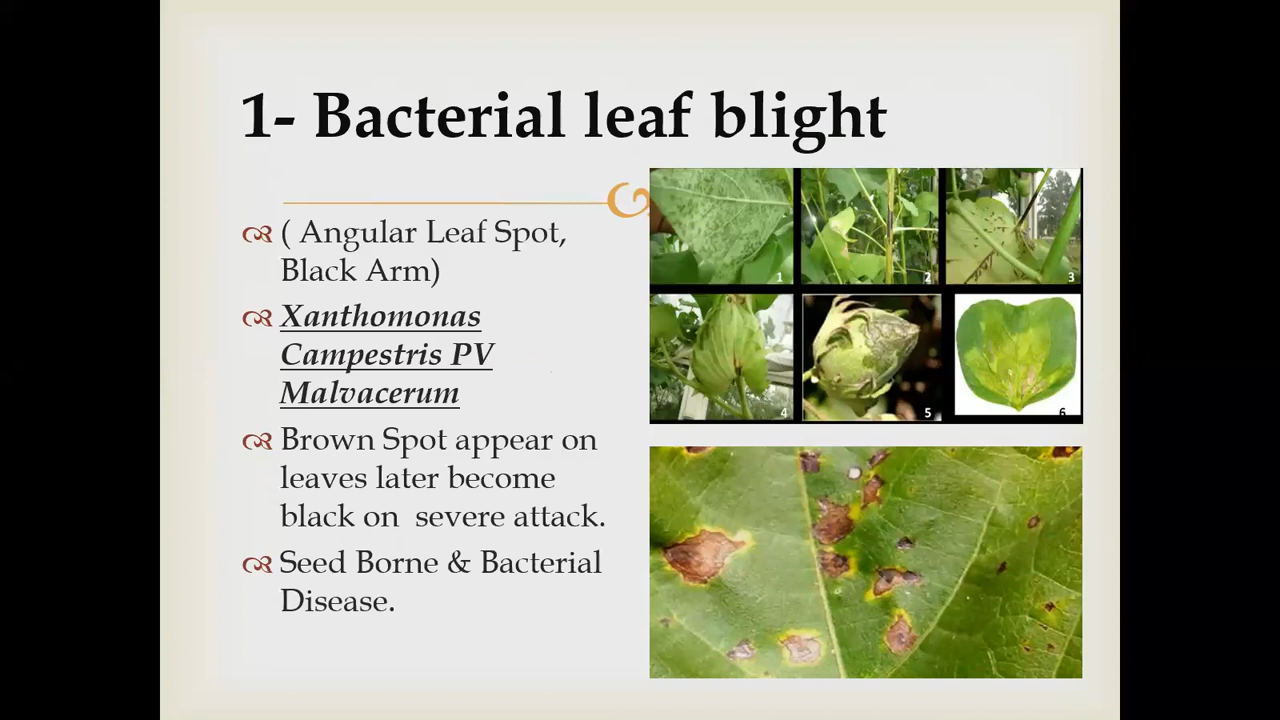 1- Bacterial leaf blight
( Angular Leaf Spot,
Black Arm)
Xanthomonas
Campestris PV
Malvacerum
Brown Spot appear on
leaves later become
black on  severe attack.
Seed Borne & Bacterial
Disease.
1
2
3
4
5
6